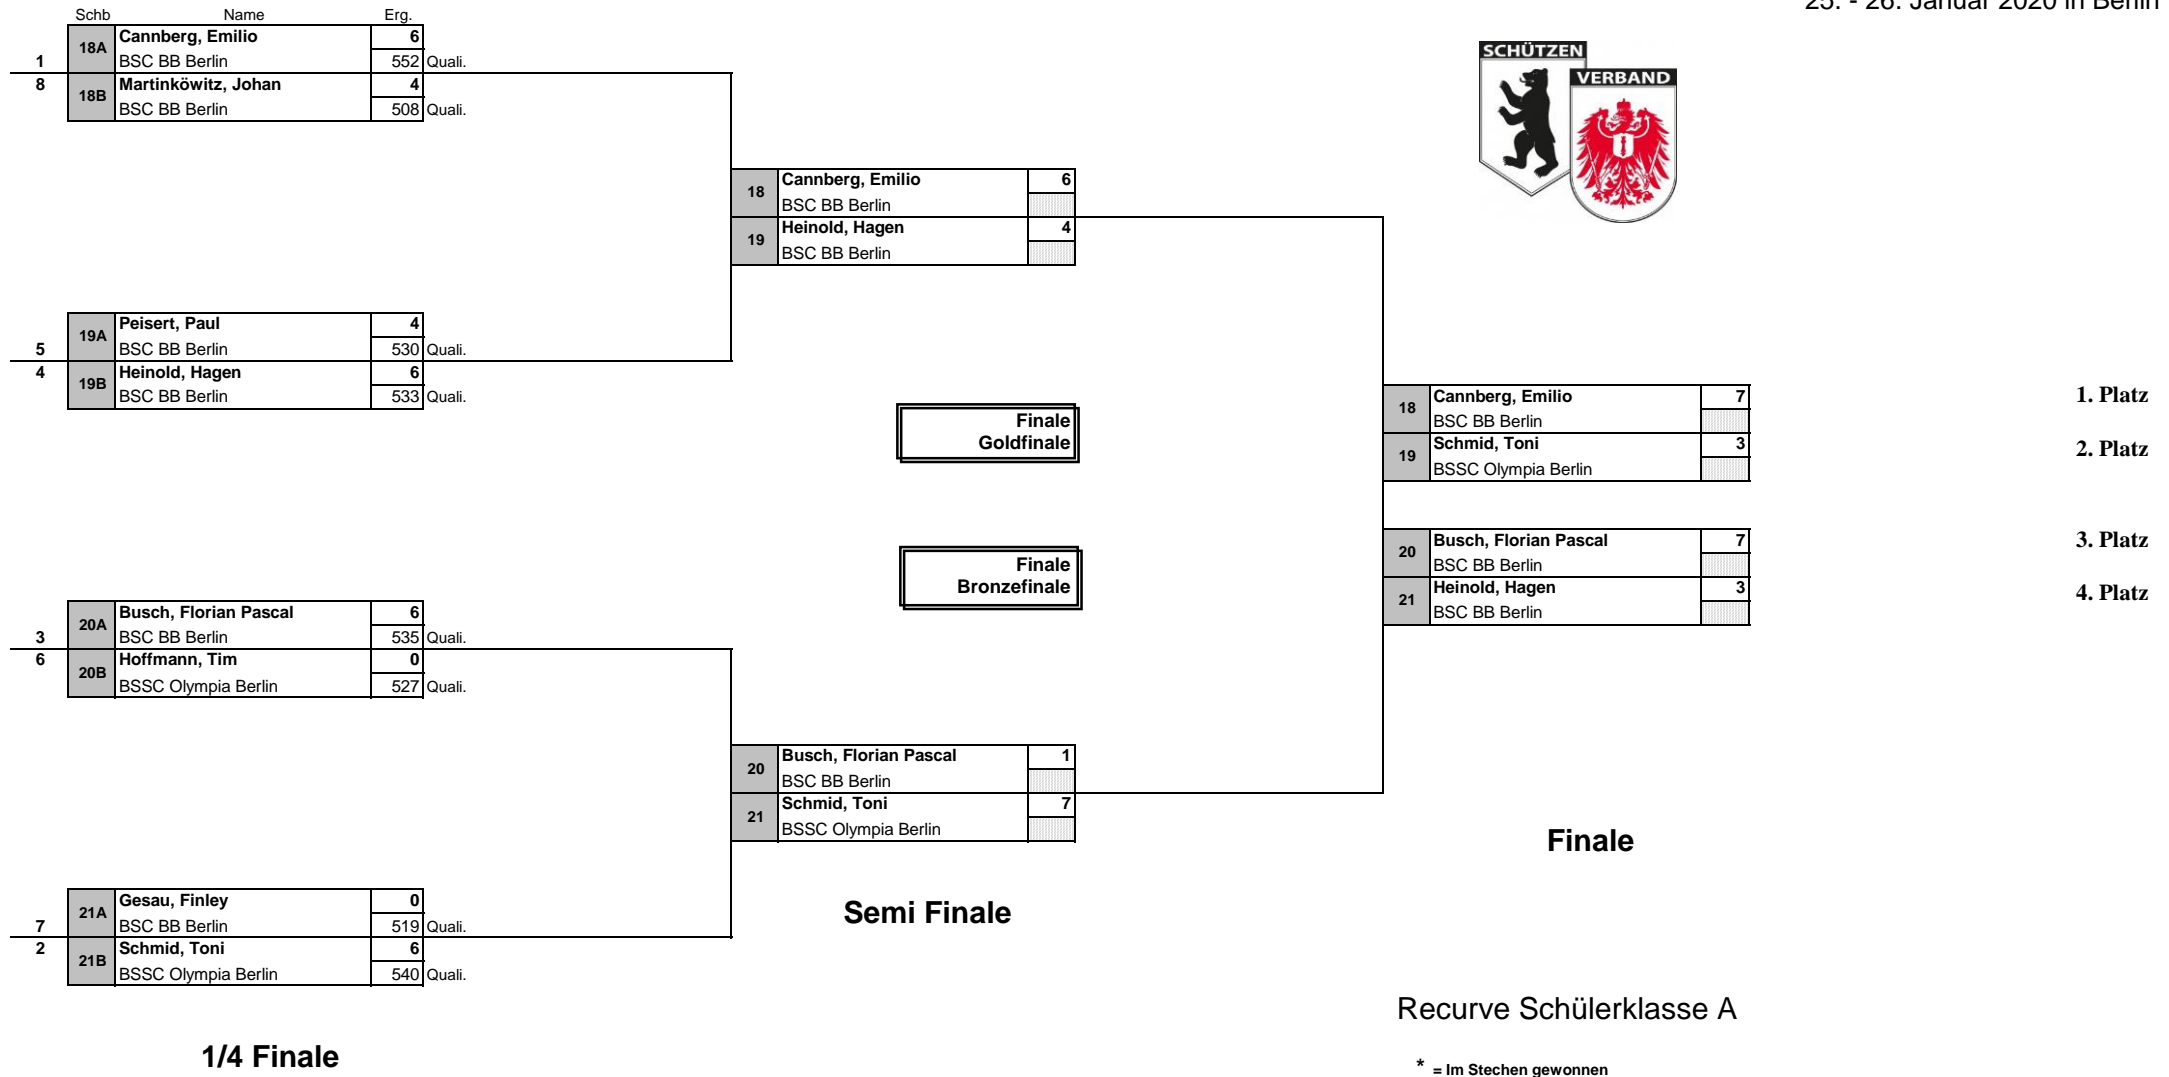 25. - 26. Januar 2020 in Berlin
Schb Name Erg.
18A Cannberg, Emilio 6
1 BSC BB Berlin 552 Quali.
8 18B Martinköwitz, Johan 4
BSC BB Berlin 508 Quali.
SCHÜTZEN
VERBAND
18 Cannberg, Emilio 6
BSC BB Berlin
19 Heinold, Hagen 4
BSC BB Berlin
19A Peisert, Paul 4
5 BSC BB Berlin 530 Quali.
4 19B Heinold, Hagen 6
BSC BB Berlin 533 Quali.
Finale
Goldfinale
18 Cannberg, Emilio 7 1. Platz
BSC BB Berlin
19 Schmid, Toni 3 2. Platz
BSSC Olympia Berlin
Finale
Bronzefinale
20 Busch, Florian Pascal 7 3. Platz
BSC BB Berlin
21 Heinold, Hagen 3 4. Platz
BSC BB Berlin
20A Busch, Florian Pascal 6
3 BSC BB Berlin 535 Quali.
6 20B Hoffmann, Tim 0
BSSC Olympia Berlin 527 Quali.
20 Busch, Florian Pascal 1
BSC BB Berlin
21 Schmid, Toni 7
BSSC Olympia Berlin
Finale
21A Gesau, Finley 0
7 BSC BB Berlin 519 Quali.
2 21B Schmid, Toni 6
BSSC Olympia Berlin 540 Quali.
Semi Finale
Recurve Schülerklasse A
1/4 Finale
* = Im Stechen gewonnen